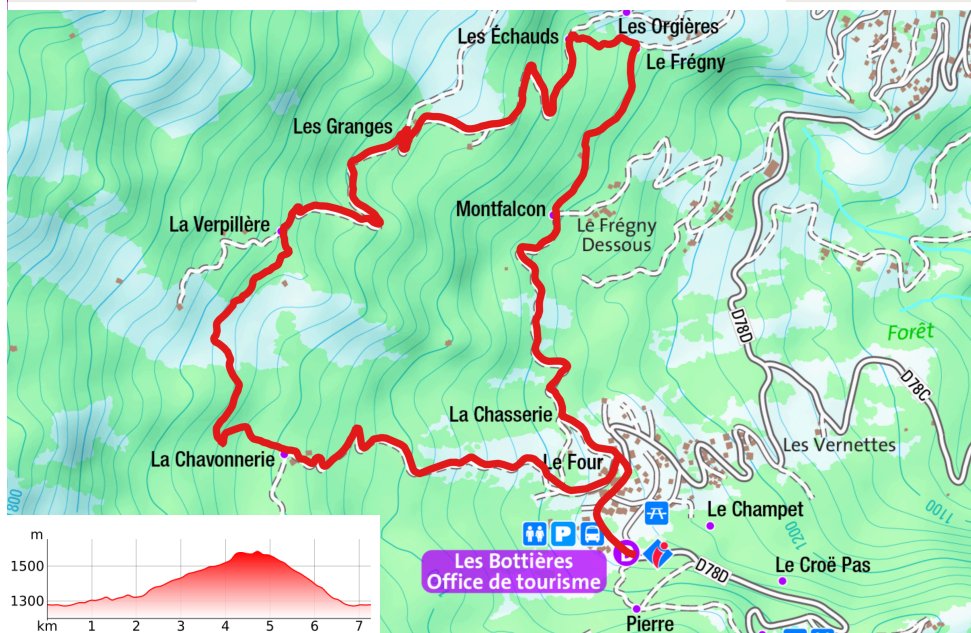 Les Orgières
Les Échauds
Le Frégny
Les Granges
Montfalcon
Le Frégny
Dessous
La Verpillère
D78D
Forêt
D78C
La Chasserie
Les Vernettes
La Chavonnerie
Le Four
800
1100
Le Champet
1200
P
D
Les Bottières
Office de tourisme
D78D
Le Croë Pas
Pierre
m
1500
1300
km 1 2 3 4 5 6 7